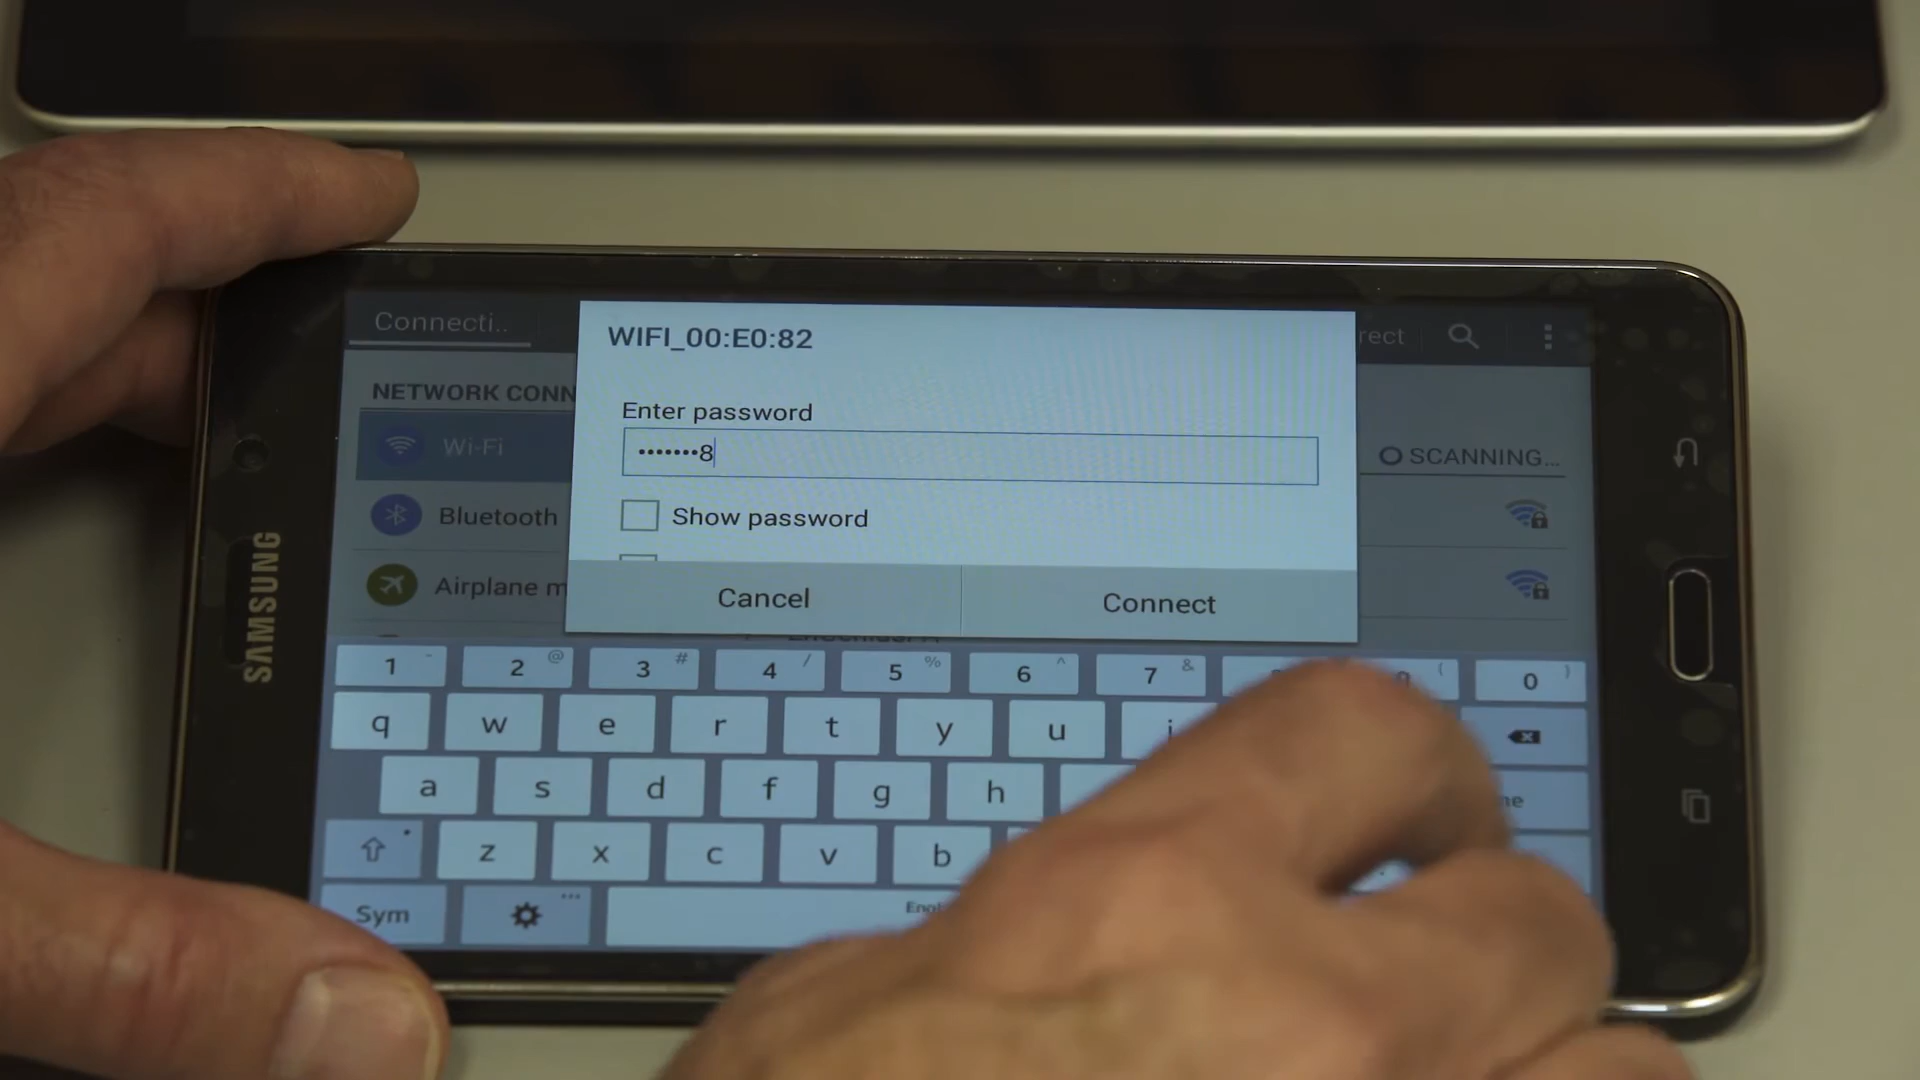 Connecti..
WIFI_00:E0:82
rect
NETWORK CONN
Enter password
•••••••8
Wi-Fi
SCANNING...
Bluetooth
Show password
Airplane m
Cancel
Connect
SAMSUNG
1 - 2 @ 3 # 4 / 5 % 6 ^ 7 & 9 ( 0 )
q w e r t y u i
a s d f g h
z x c v b
Sym